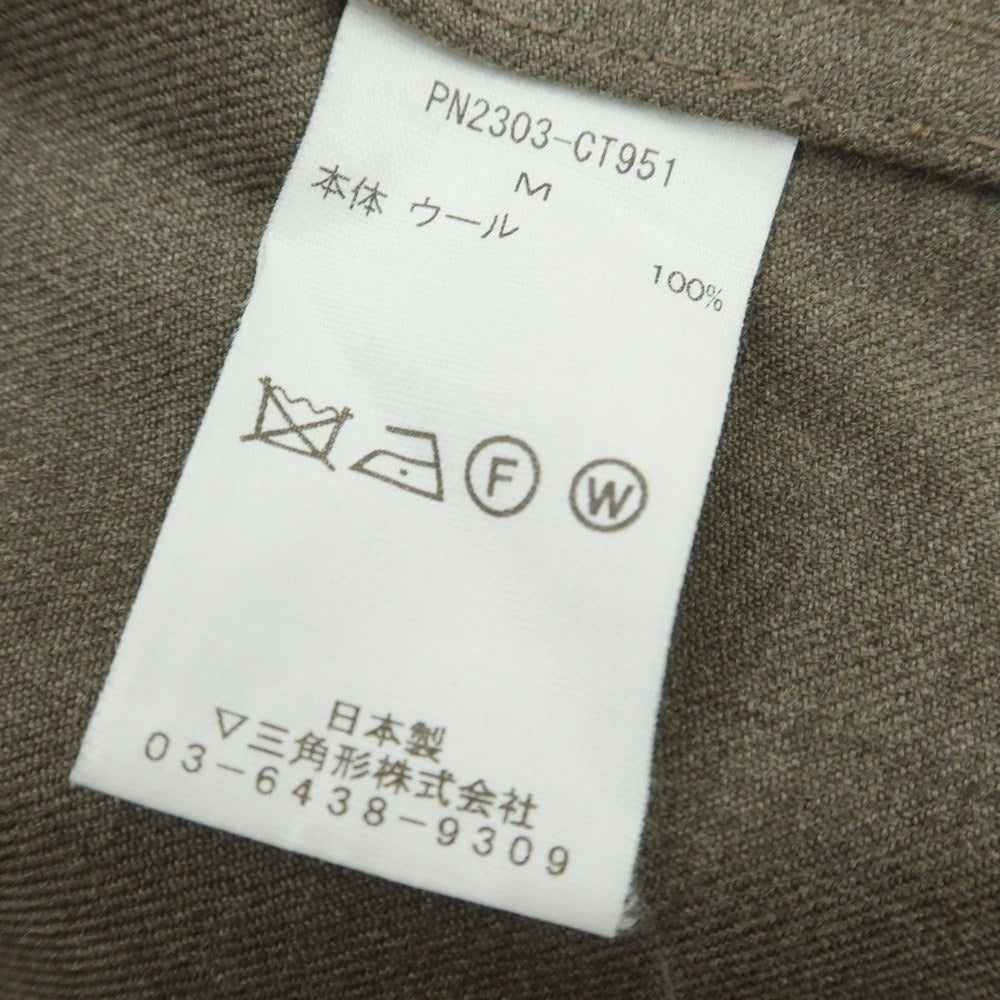 PN2303-CT951
M
本体 ウール
100%
F W
日本製
▽三角形株式会社
03-6438-9309